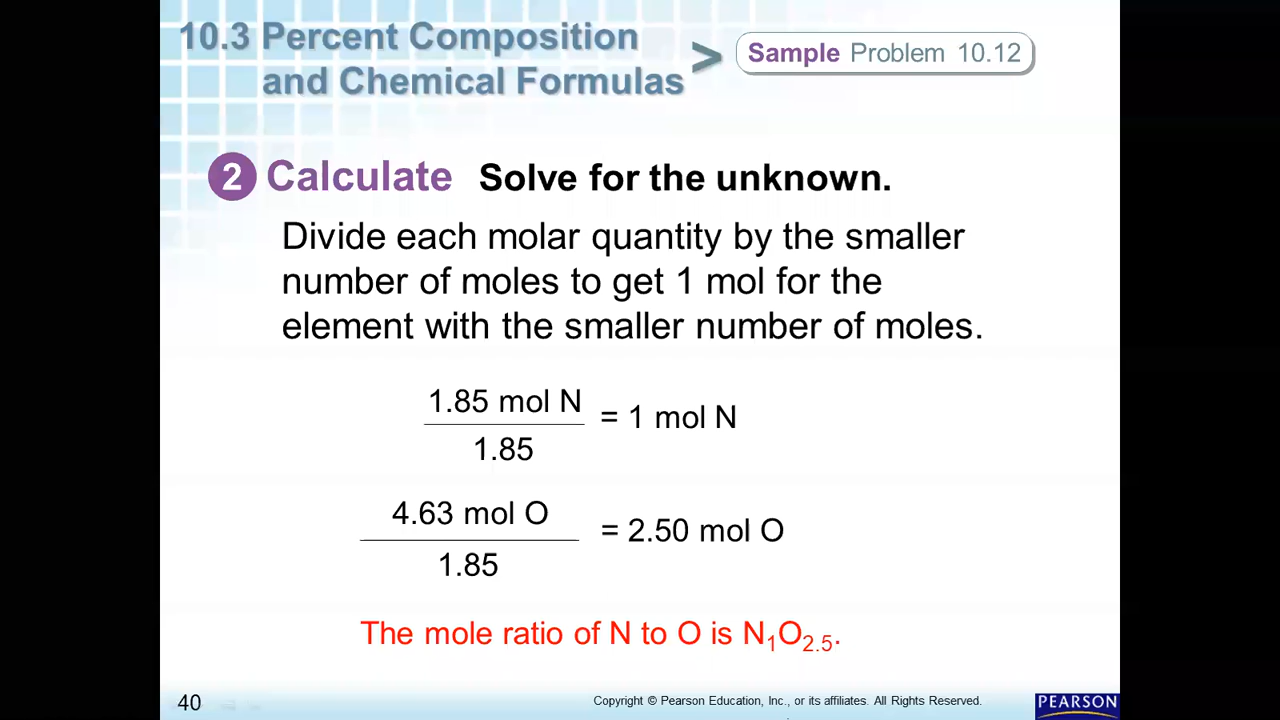 10.3 Percent Composition
and Chemical Formulas
>
Sample Problem 10.12
2 Calculate Solve for the unknown.
Divide each molar quantity by the smaller
number of moles to get 1 mol for the
element with the smaller number of moles.
1.85 mol N
1.85
= 1 mol N
4.63 mol O
1.85
= 2.50 mol O
The mole ratio of N to O is N₁O₂.₅.
40
Copyright © Pearson Education, Inc., or its affiliates. All Rights Reserved.
PEARSON